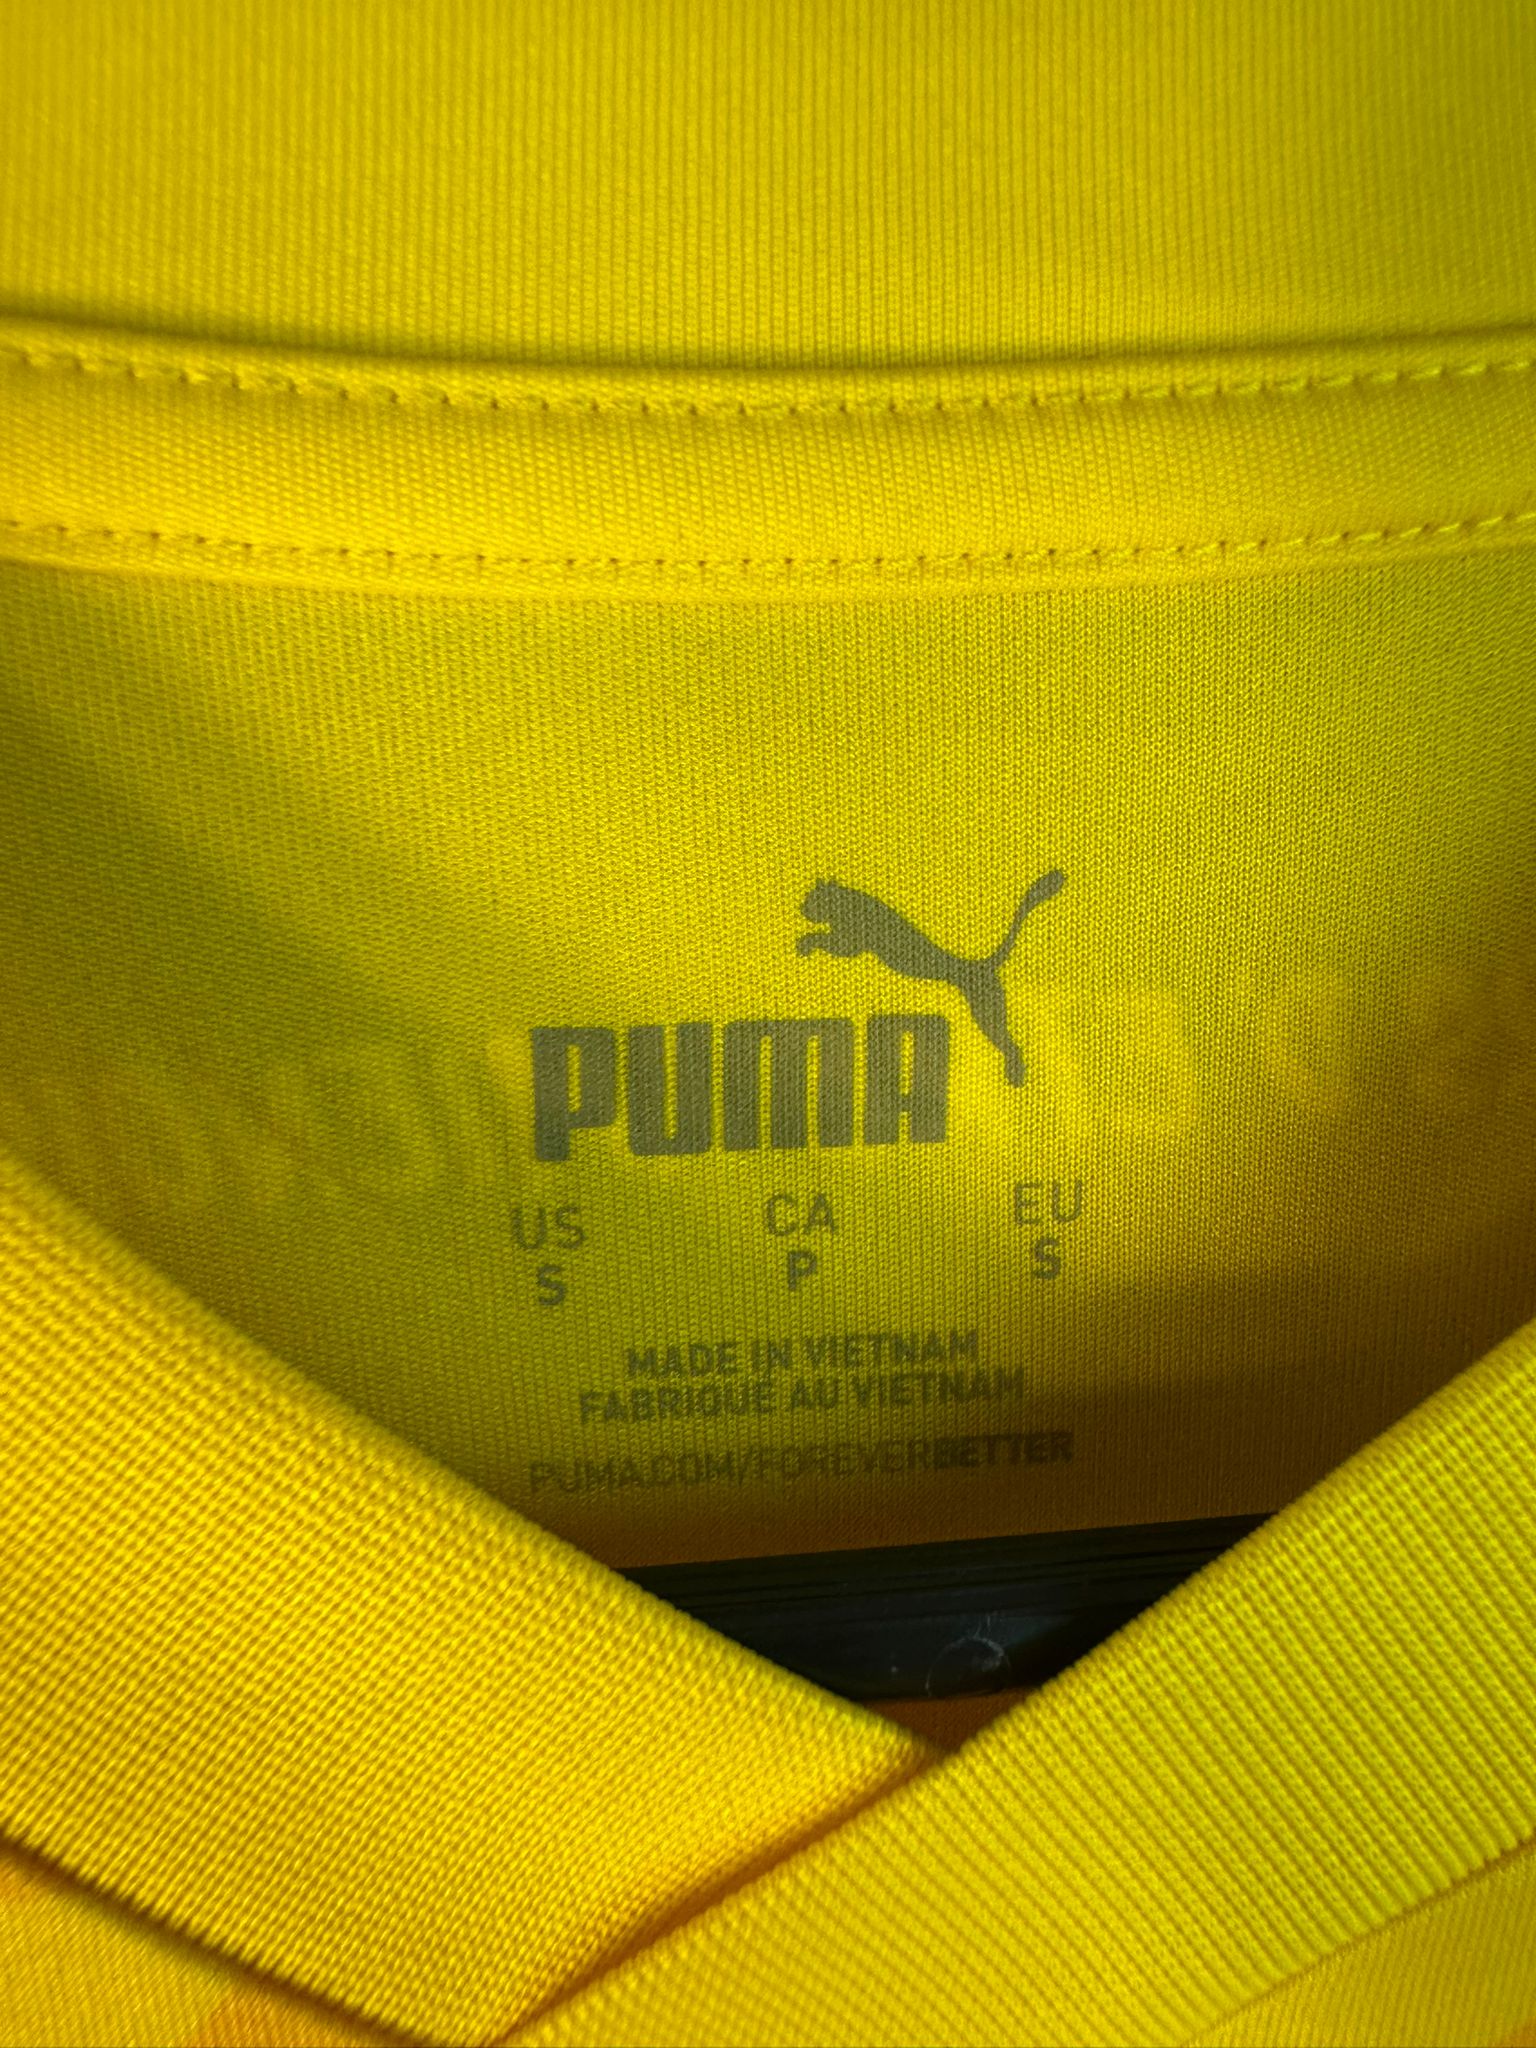 PUMA
US CA EU
S P S
MADE IN VIETNAM
FABRIQUÉ AU VIETNAM
PUMA.COM/FOREVERBETTER